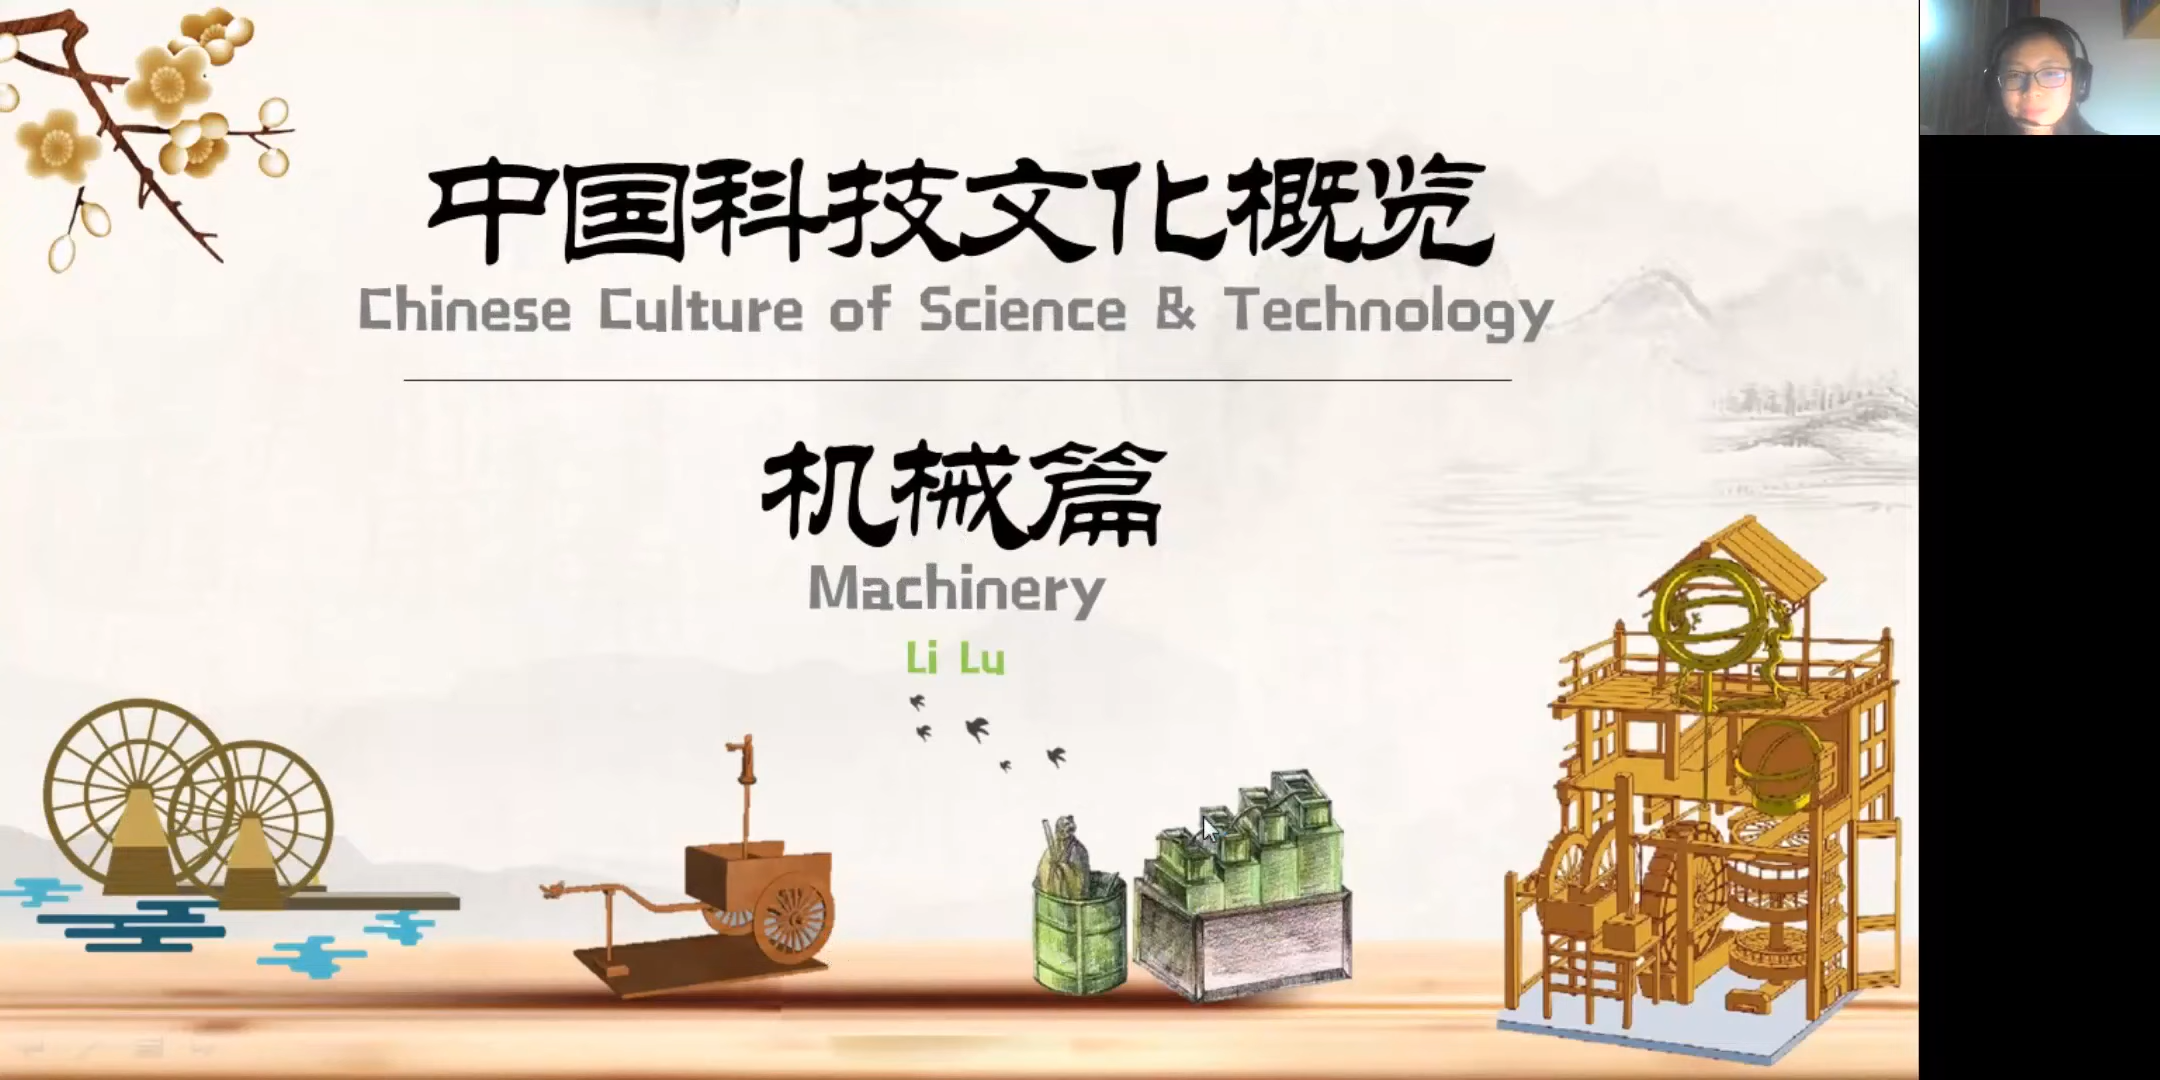 中国科技文化概览
Chinese Culture of Science & Technology
机械篇
Machinery
Li Lu